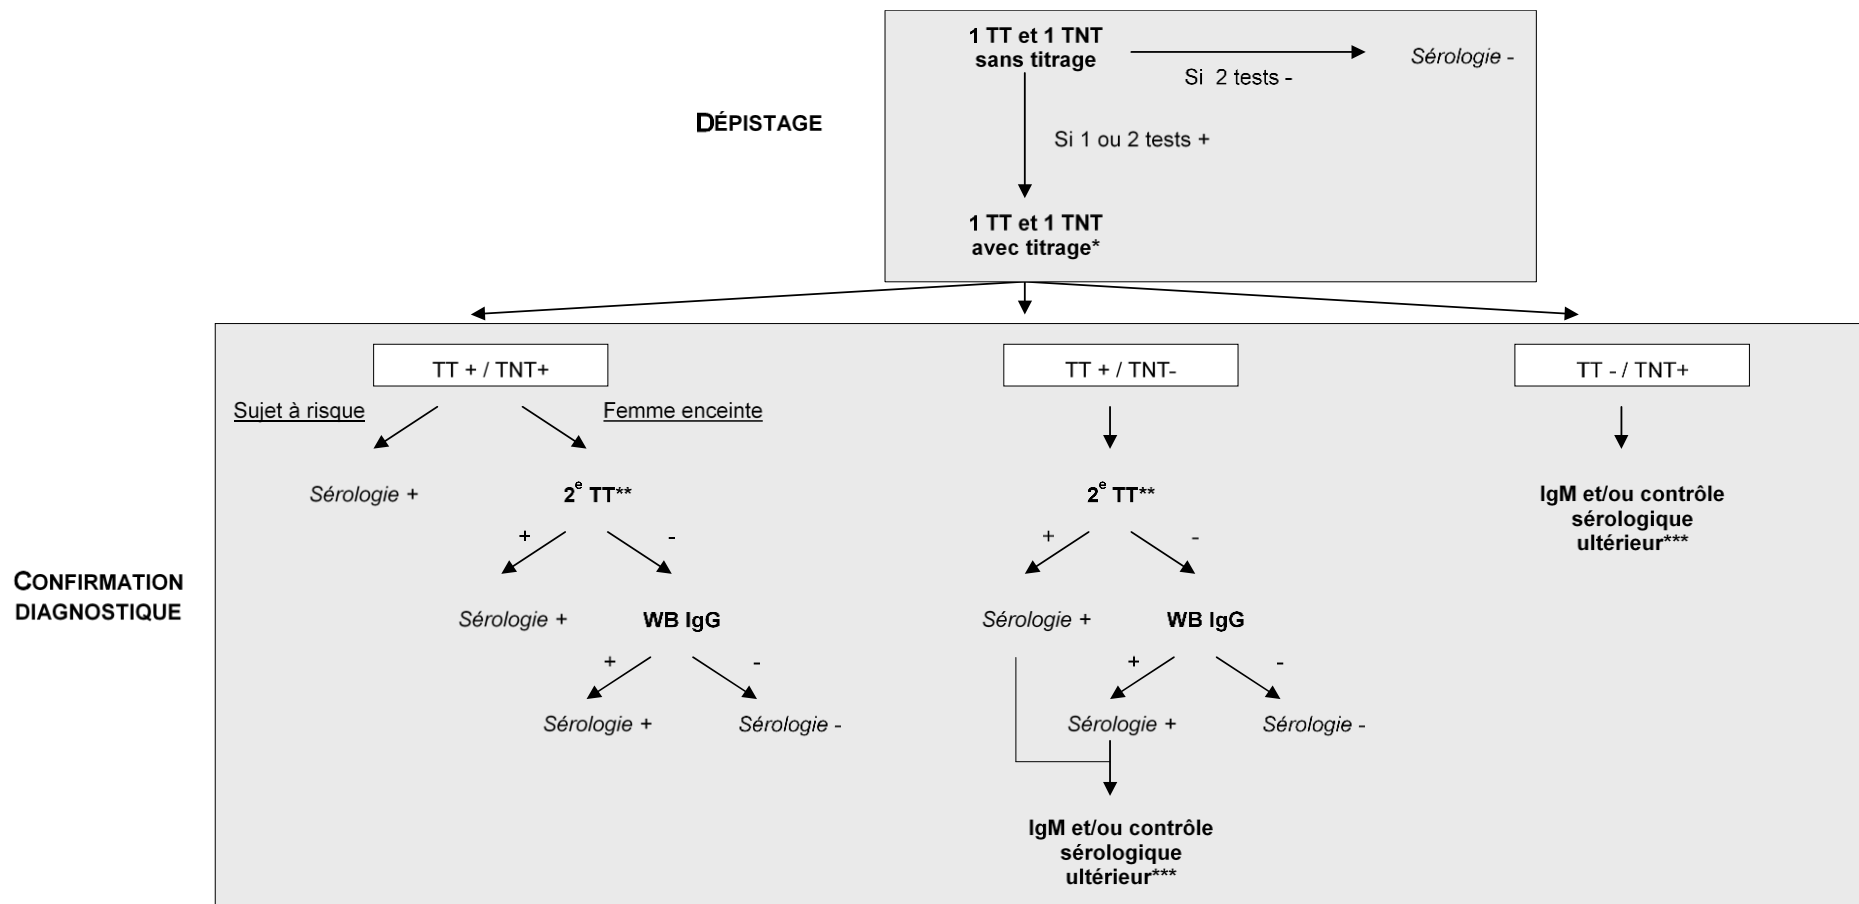 1 TT et 1 TNT
sans titrage
Sérologie -
Si 2 tests -
DÉPISTAGE
Si 1 ou 2 tests +
1 TT et 1 TNT
avec titrage*
TT + / TNT+
TT + / TNT-
TT - / TNT+
Sujet à risque
Femme enceinte
Sérologie +
2e TT**
2e TT**
IgM et/ou contrôle
sérologique
ultérieur***
+
-
+
-
CONFIRMATION
DIAGNOSTIQUE
Sérologie +
WB IgG
Sérologie +
WB IgG
+
-
+
-
Sérologie +
Sérologie -
Sérologie +
Sérologie -
IgM et/ou contrôle
sérologique
ultérieur***